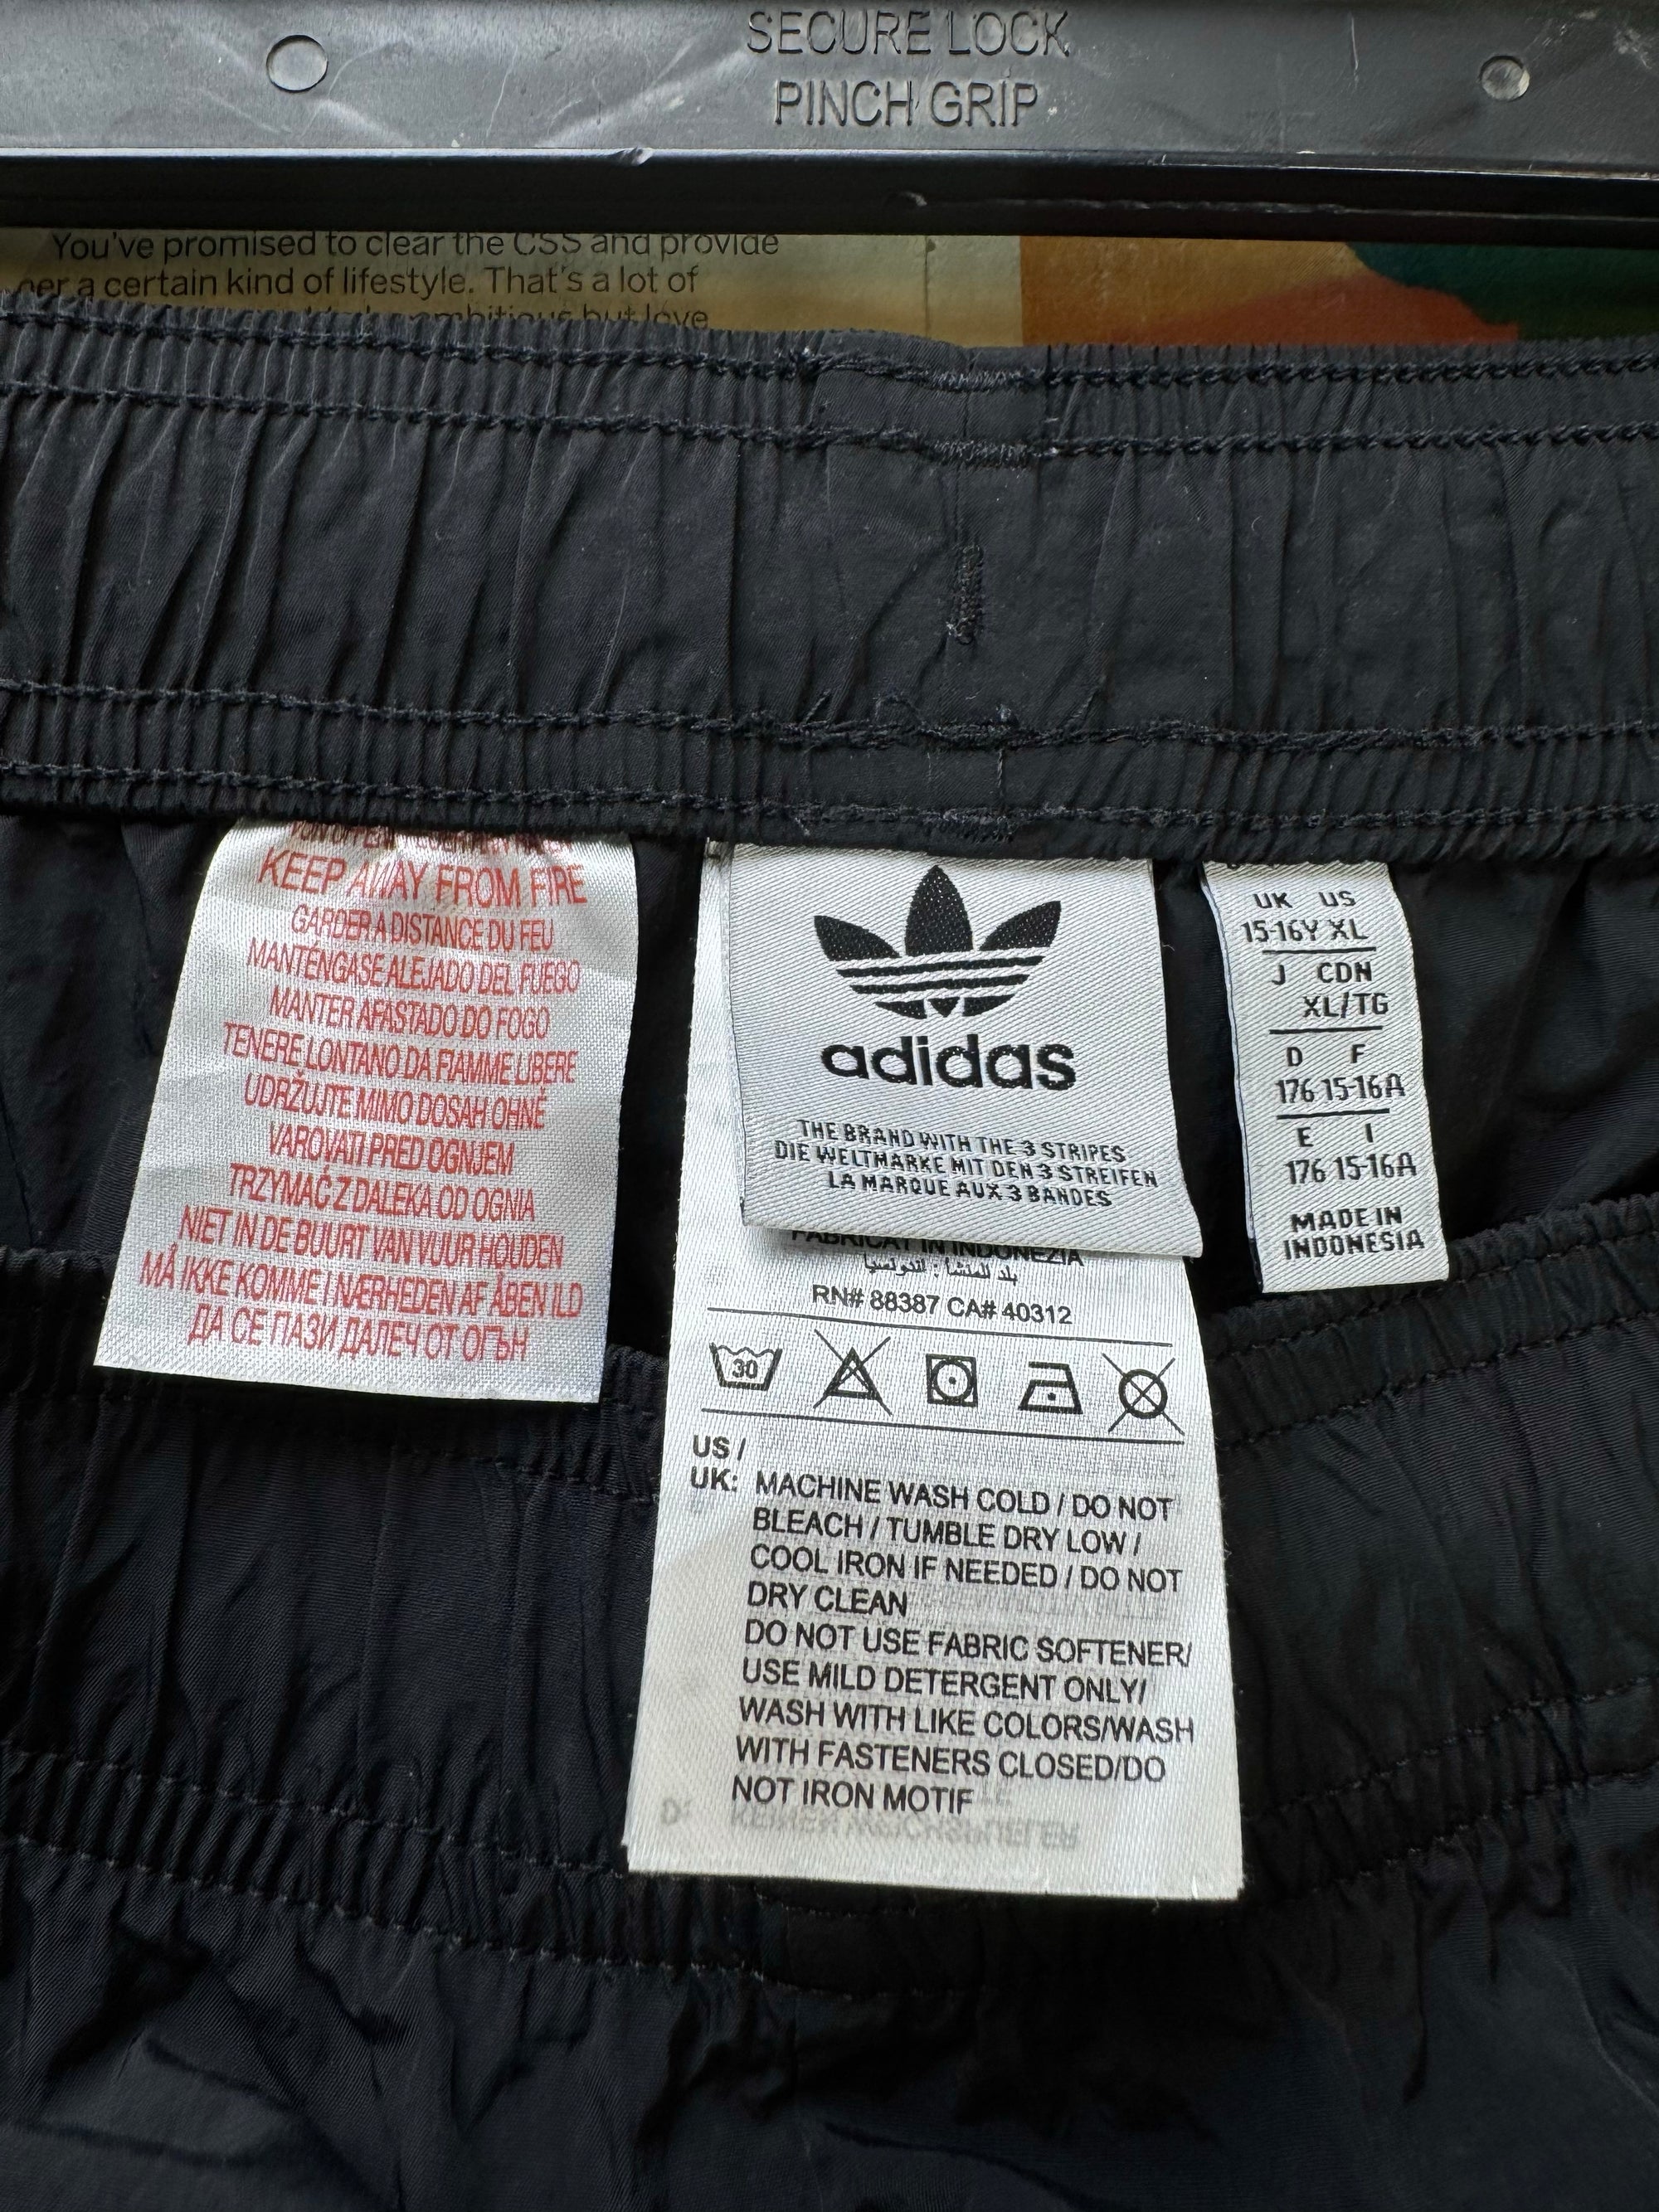 SECURE LOCK
PINCH GRIP
You've promised to clear the CSS and provide
a certain kind of lifestyle. That's a lot of
ambitious but love
KEEP AWAY FROM FIRE
GARDER A DISTANCE DU FEU
MANTÉNGASE ALEJADO DEL FUEGO
MANTER AFASTADO DO FOGO
TENERE LONTANO DA FIAMME LIBERE
UDRŽUJTE MIMO DOSAH OHNĚ
VAROVATI PRED OGNJEM
TRZYMAĆ Z DALEKA OD OGNIA
NIET IN DE BUURT VAN VUUR HOUDEN
MÅ IKKE KOMME I NÆRHEDEN AF ÅBEN ILD
ДА СЕ ПАЗИ ДАЛЕЧ ОТ ОГЪН
adidas
THE BRAND WITH THE 3 STRIPES
DIE WELTMARKE MIT DEN 3 STREIFEN
LA MARQUE AUX 3 BANDES
FABRICAT IN INDONEZIA
بلد المنشأ : اندونيسيا
RN# 88387 CA# 40312
30
US /
UK: MACHINE WASH COLD / DO NOT
BLEACH / TUMBLE DRY LOW /
COOL IRON IF NEEDED / DO NOT
DRY CLEAN
DO NOT USE FABRIC SOFTENER/
USE MILD DETERGENT ONLY/
WASH WITH LIKE COLORS/WASH
WITH FASTENERS CLOSED/DO
NOT IRON MOTIF
UK US
15-16Y XL
J CDN
XL/TG
D F
176 15-16A
E I
176 15-16A
MADE IN
INDONESIA